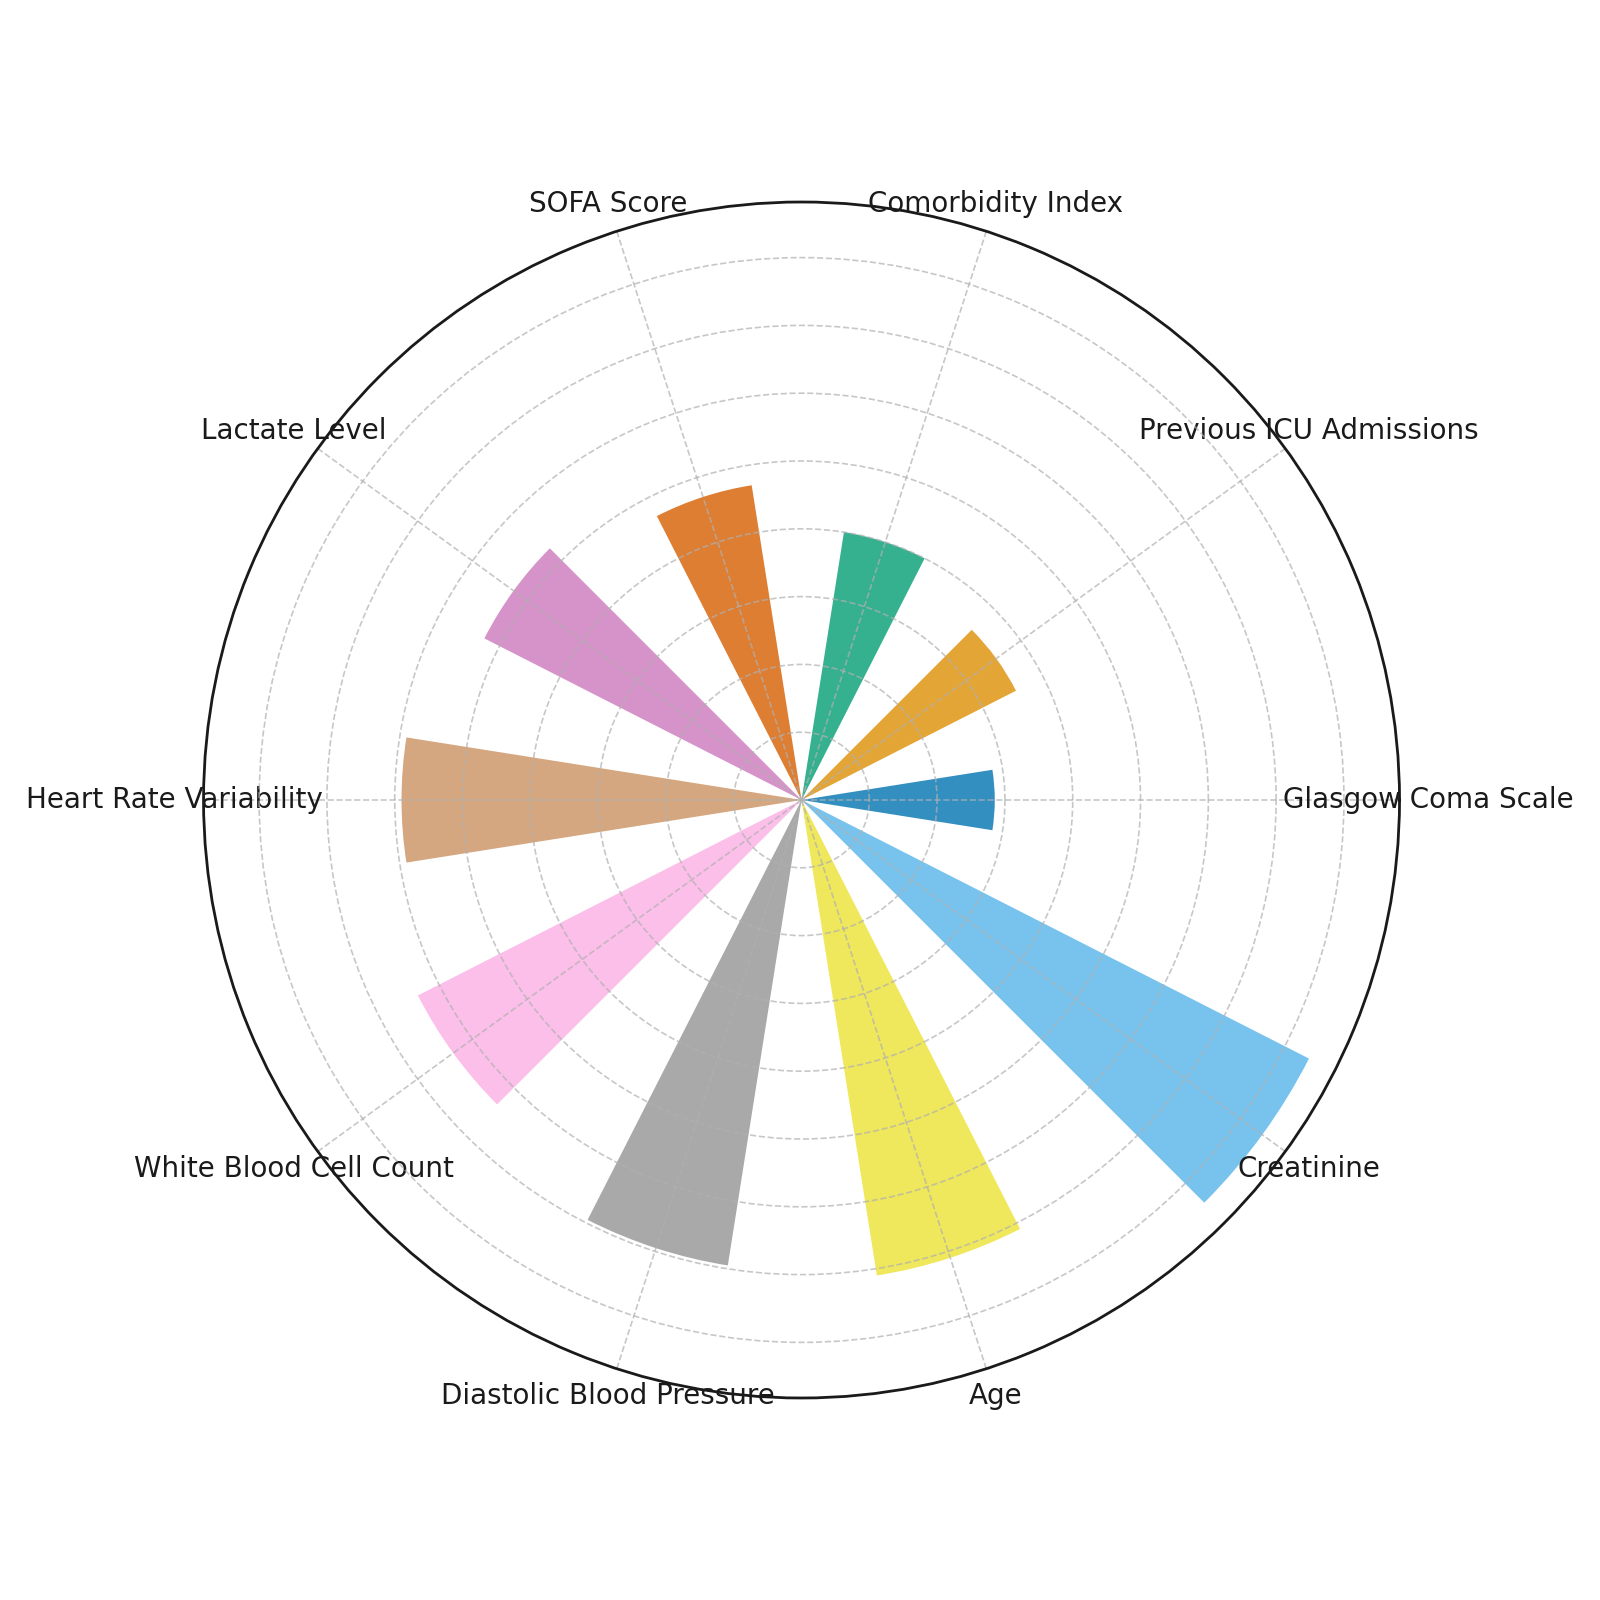 SOFA Score
Comorbidity Index
Lactate Level
Previous ICU Admissions
Heart Rate Variability
Glasgow Coma Scale
White Blood Cell Count
Creatinine
Diastolic Blood Pressure
Age